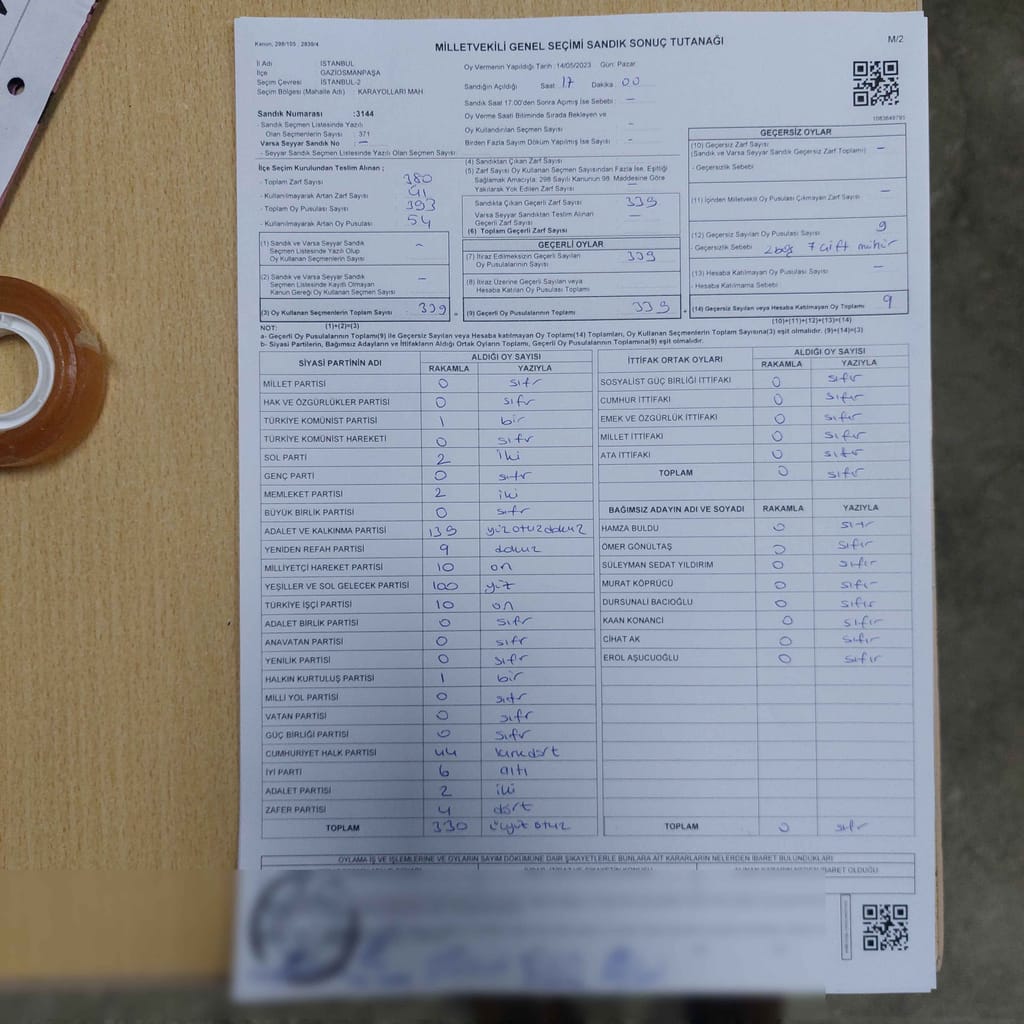 Kanun; 298/105 : 2839/4
MİLLETVEKİLİ GENEL SEÇİMİ SANDIK SONUÇ TUTANAĞI
M/2
İl Adı İSTANBUL
İlçe GAZİOSMANPAŞA
Seçim Çevresi : İSTANBUL-2
Seçim Bölgesi (Mahalle Adı) : KARAYOLLARI MAH
Oy Vermenin Yapıldığı Tarih :14/05/2023 Gün: Pazar
Sandığın Açıldığı Saat 17 Dakika 00
Sandık Saat 17.00'den Sonra Açmış İse Sebebi : —
Oy Verme Saati Bitiminde Sırada Bekleyen ve
Oy Kullandırılan Seçmen Sayısı –
Birden Fazla Sayım Döküm Yapılmış İse Sayısı : –
Sandık Numarası :3144
- Sandık Seçmen Listesinde Yazılı
Olan Seçmenlerin Sayısı : 371
Varsa Seyyar Sandık No —
- Seyyar Sandık Seçmen Listesinde Yazılı Olan Seçmen Sayısı
İlçe Seçim Kurulundan Teslim Alınan ;
- Toplam Zarf Sayısı 380
- Kullanılmayarak Artan Zarf Sayısı 41
- Toplam Oy Pusulası Sayısı 393
- Kullanılmayarak Artan Oy Pusulası 54
(1) Sandık ve Varsa Seyyar Sandık
Seçmen Listesinde Yazılı Olup
Oy Kullanan Seçmenlerin Sayısı –
(2) Sandık ve Varsa Seyyar Sandık
Seçmen Listesinde Kayıtlı Olmayan
Kanun Gereği Oy Kullanan Seçmen Sayısı —
(3) Oy Kullanan Seçmenlerin Toplam Sayısı 339
(1)+(2)=(3)
(4) Sandıktan Çıkan Zarf Sayısı
(5) Zarf Sayısı Oy Kullanan Seçmen Sayısından Fazla İse, Eşitliği
Sağlamak Amacıyla; 298 Sayılı Kanunun 98. Maddesine Göre
Yakılarak Yok Edilen Zarf Sayısı —
Sandıkta Çıkan Geçerli Zarf Sayısı 339
Varsa Seyyar Sandıktan Teslim Alınan
Geçerli Zarf Sayısı —
(6) Toplam Geçerli Zarf Sayısı
GEÇERLİ OYLAR
(7) İtiraz Edilmeksizin Geçerli Sayılan
Oy Pusulalarının Sayısı 339
(8) İtiraz Üzerine Geçerli Sayılan veya
Hesaba Katılan Oy Pusulası Toplamı
= (9) Geçerli Oy Pusulalarının Toplamı 339
1083649791
GEÇERSİZ OYLAR
(10) Geçersiz Zarf Sayısı
(Sandık ve Varsa Seyyar Sandık Geçersiz Zarf Toplamı) —
- Geçersizlik Sebebi
(11) İçinden Milletvekili Oy Pusulası Çıkmayan Zarf Sayısı —
(12) Geçersiz Sayılan Oy Pusulası Sayısı 9
- Geçersizlik Sebebi 2 boş 7 çift mühür
(13) Hesaba Katılmayan Oy Pusulası Sayısı —
- Hesaba Katılmama Sebebi
+ (14) Geçersiz Sayılan veya Hesaba Katılmayan Oy Toplamı 9
(10)+(11)+(12)+(13)=(14)
NOT:
a- Geçerli Oy Pusulalarının Toplamı(9) ile Geçersiz Sayılan veya Hesaba katılmayan Oy Toplamı(14) Toplamları, Oy Kullanan Seçmenlerin Toplam Sayısına(3) eşit olmalıdır. (9)+(14)=(3)
b- Siyasi Partilerin, Bağımsız Adayların ve İttifakların Aldığı Ortak Oyların Toplamı, Geçerli Oy Pusulalarının Toplamına(9) eşit olmalıdır.
SİYASİ PARTİNİN ADI ALDIĞI OY SAYISI
RAKAMLA YAZIYLA
MİLLET PARTİSİ 0 sıfır
HAK VE ÖZGÜRLÜKLER PARTİSİ 0 sıfır
TÜRKİYE KOMÜNİST PARTİSİ 1 bir
TÜRKİYE KOMÜNİST HAREKETİ 0 sıfır
SOL PARTİ 2 iki
GENÇ PARTİ 0 sıfır
MEMLEKET PARTİSİ 2 iki
BÜYÜK BİRLİK PARTİSİ 0 sıfır
ADALET VE KALKINMA PARTİSİ 139 yüz otuz dokuz
YENİDEN REFAH PARTİSİ 9 dokuz
MİLLİYETÇİ HAREKET PARTİSİ 10 on
YEŞİLLER VE SOL GELECEK PARTİSİ 100 yüz
TÜRKİYE İŞÇİ PARTİSİ 10 on
ADALET BİRLİK PARTİSİ 0 sıfır
ANAVATAN PARTİSİ 0 sıfır
YENİLİK PARTİSİ 0 sıfır
HALKIN KURTULUŞ PARTİSİ 1 bir
MİLLİ YOL PARTİSİ 0 sıfır
VATAN PARTİSİ 0 sıfır
GÜÇ BİRLİĞİ PARTİSİ 0 sıfır
CUMHURİYET HALK PARTİSİ 44 kırkdört
İYİ PARTİ 6 altı
ADALET PARTİSİ 2 iki
ZAFER PARTİSİ 4 dört
TOPLAM 330 üçyüz otuz
İTTİFAK ORTAK OYLARI ALDIĞI OY SAYISI
RAKAMLA YAZIYLA
SOSYALİST GÜÇ BİRLİĞİ İTTİFAKI 0 sıfır
CUMHUR İTTİFAKI 0 sıfır
EMEK VE ÖZGÜRLÜK İTTİFAKI 0 sıfır
MİLLET İTTİFAKI 0 sıfır
ATA İTTİFAKI 0 sıfır
TOPLAM 0 sıfır
BAĞIMSIZ ADAYIN ADI VE SOYADI RAKAMLA YAZIYLA
HAMZA BULDU 0 sıfır
ÖMER GÖNÜLTAŞ 0 sıfır
SÜLEYMAN SEDAT YILDIRIM 0 sıfır
MURAT KÖPRÜCÜ 0 sıfır
DURSUNALİ BACIOĞLU 0 sıfır
KAAN KONANCİ 0 sıfır
CİHAT AK 0 sıfır
EROL AŞUCUOĞLU 0 sıfır
TOPLAM 0 sıfır
OYLAMA İŞ VE İŞLEMLERİNE VE OYLARIN SAYIM DÖKÜMÜNE DAİR ŞİKAYETLERLE BUNLARA AİT KARARLARIN NELERDEN İBARET BULUNDUKLARI